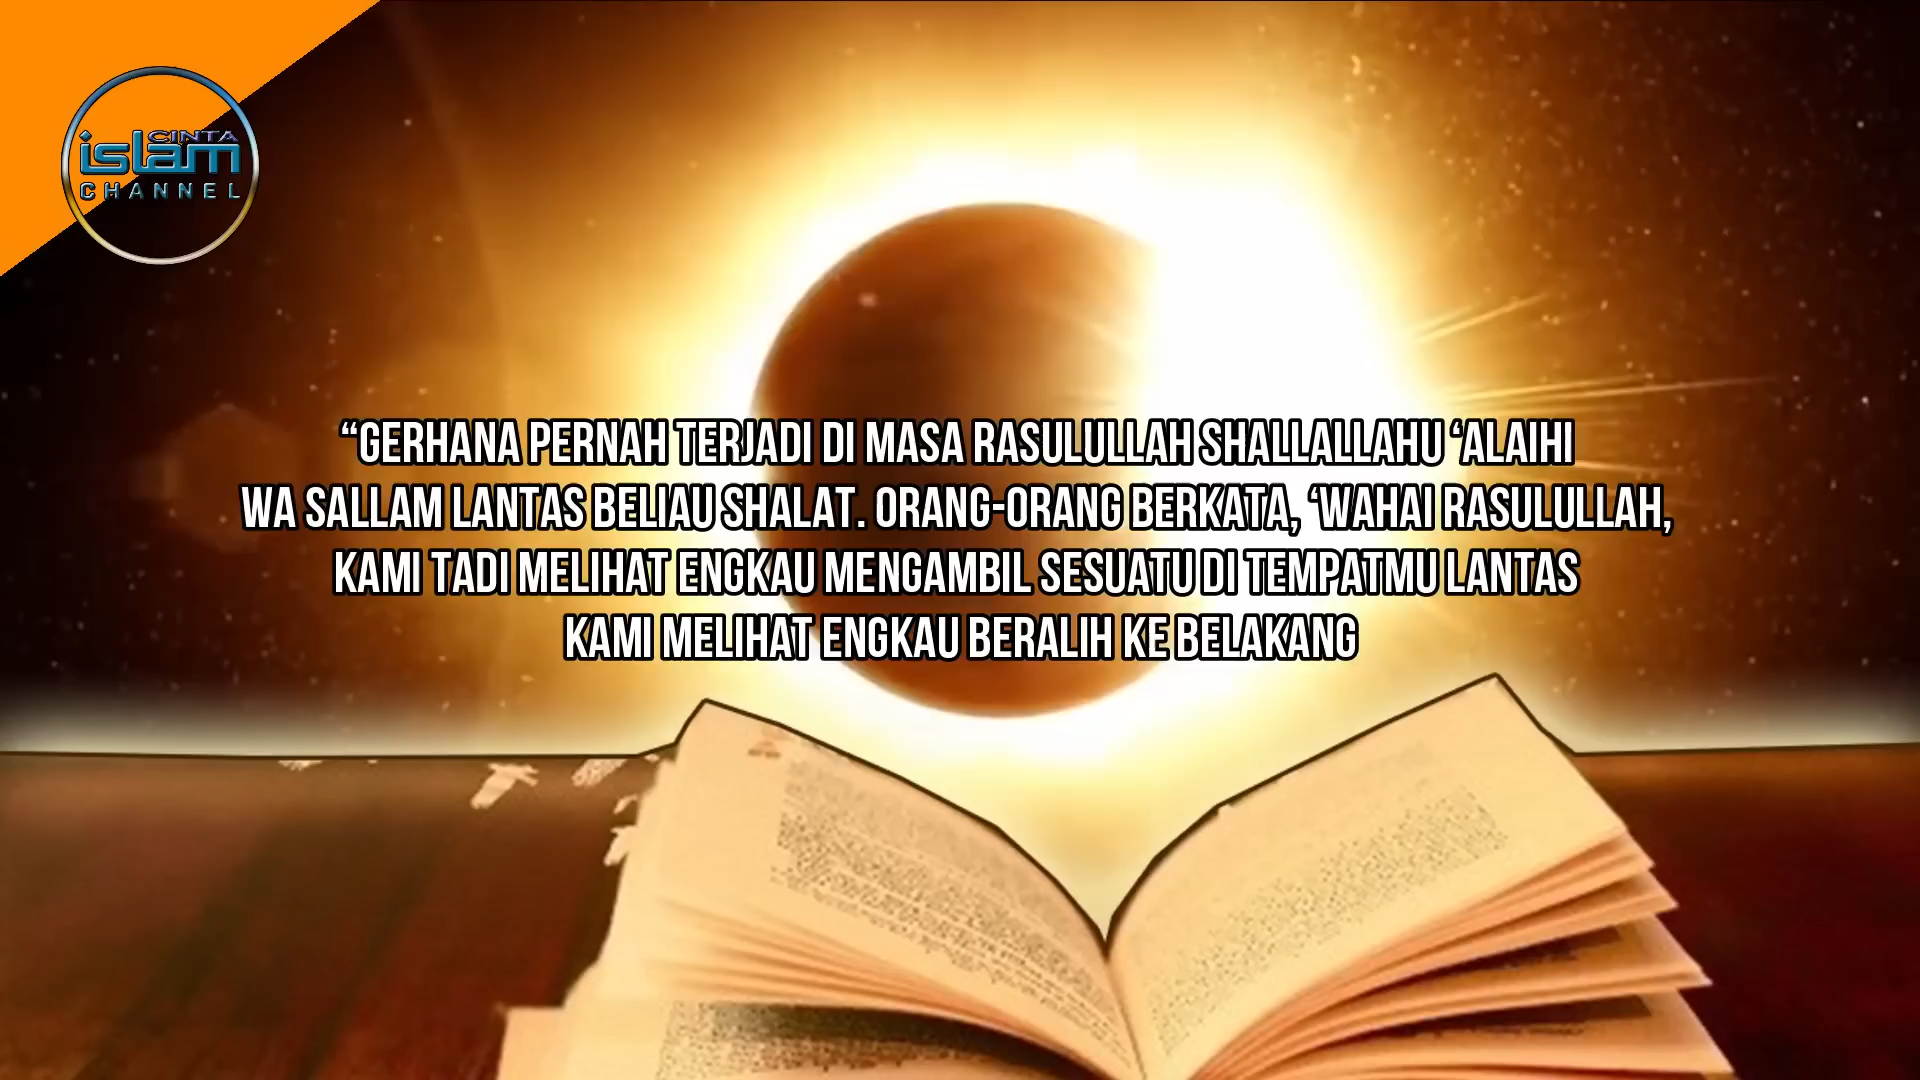 CINTA
islam
CHANNEL
“GERHANA PERNAH TERJADI DI MASA RASULULLAH SHALLALLAHU ‘ALAIHI
WA SALLAM LANTAS BELIAU SHALAT. ORANG-ORANG BERKATA, ‘WAHAI RASULULLAH,
KAMI TADI MELIHAT ENGKAU MENGAMBIL SESUATU DI TEMPATMU LANTAS
KAMI MELIHAT ENGKAU BERALIH KE BELAKANG